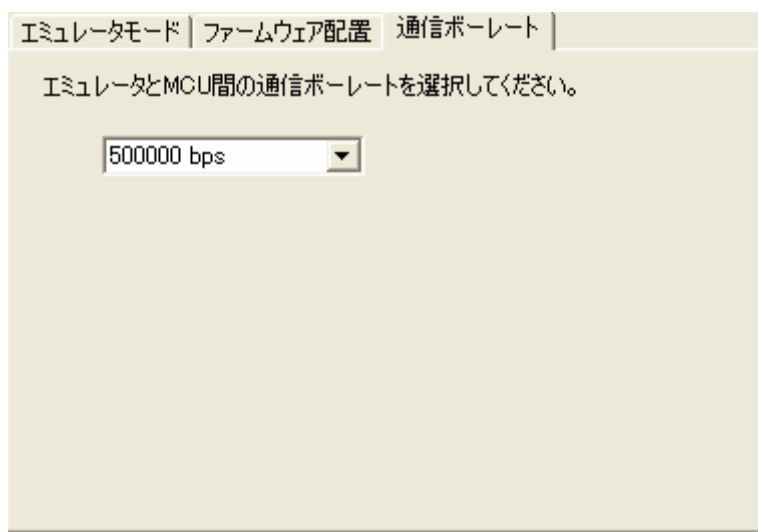 エミュレータモード ファームウェア配置 通信ボーレート
エミュレータとMCU間の通信ボーレートを選択してください。
500000 bps